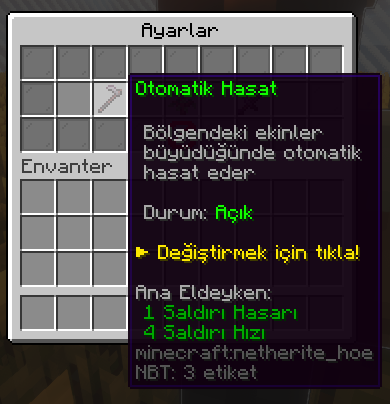 Ayarlar
Otomatik Hasat
Bölgendeki ekinler
büyüdüğünde otomatik
hasat eder
Durum: Açık
► Değiştirmek için tıkla!
Envanter
Ana Eldeyken:
1 Saldırı Hasarı
4 Saldırı Hızı
minecraft:netherite_hoe
NBT: 3 etiket